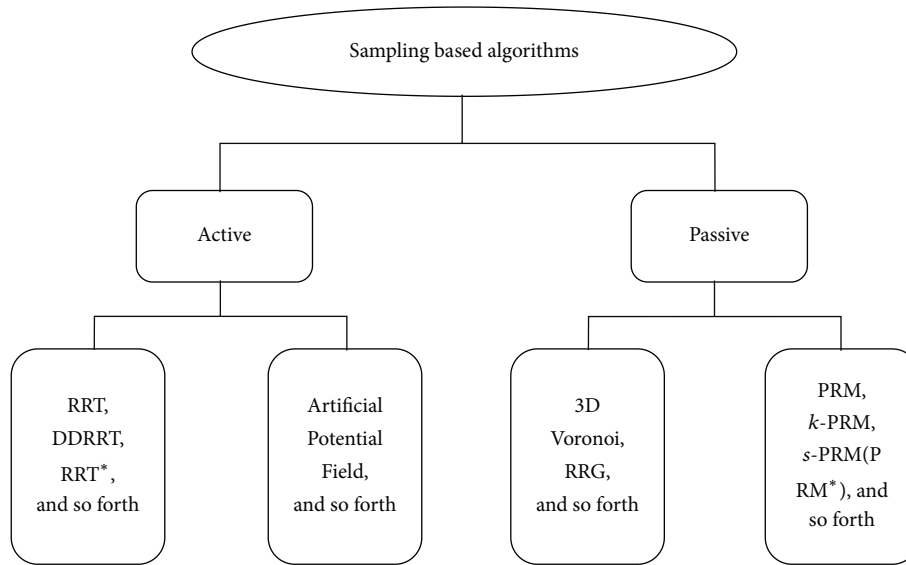 Sampling based algorithms
Active
Passive
RRT,
DDRRT,
RRT*,
and so forth
Artificial
Potential
Field,
and so forth
3D
Voronoi,
RRG,
and so forth
PRM,
k-PRM,
s-PRM(P
RM*), and
so forth